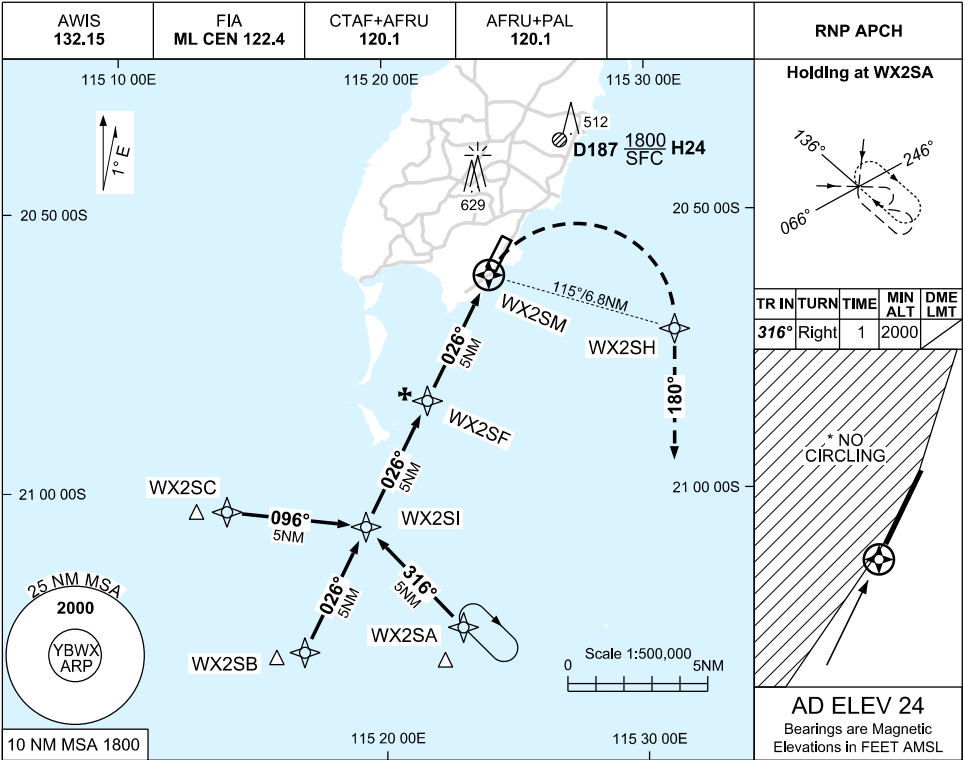 AWIS
132.15
FIA
ML CEN 122.4
CTAF+AFRU
120.1
AFRU+PAL
120.1
RNP APCH
115 10 00E
115 20 00E
115 30 00E
1° E
512
D187 1800 H24
SFC
629
20 50 00S
20 50 00S
WX2SM
115°/6.8NM
WX2SH
026°
5NM
180°
WX2SF
026°
5NM
21 00 00S
21 00 00S
WX2SC
096°
5NM
WX2SI
026°
5NM
316°
5NM
WX2SA
WX2SB
25 NM MSA
2000
YBWX
ARP
10 NM MSA 1800
Scale 1:500,000
0
5NM
115 20 00E
115 30 00E
Holding at WX2SA
136°
246°
066°
TR IN TURN TIME MIN ALT DME LMT
316° Right 1 2000
* NO
CIRCLING
AD ELEV 24
Bearings are Magnetic
Elevations in FEET AMSL